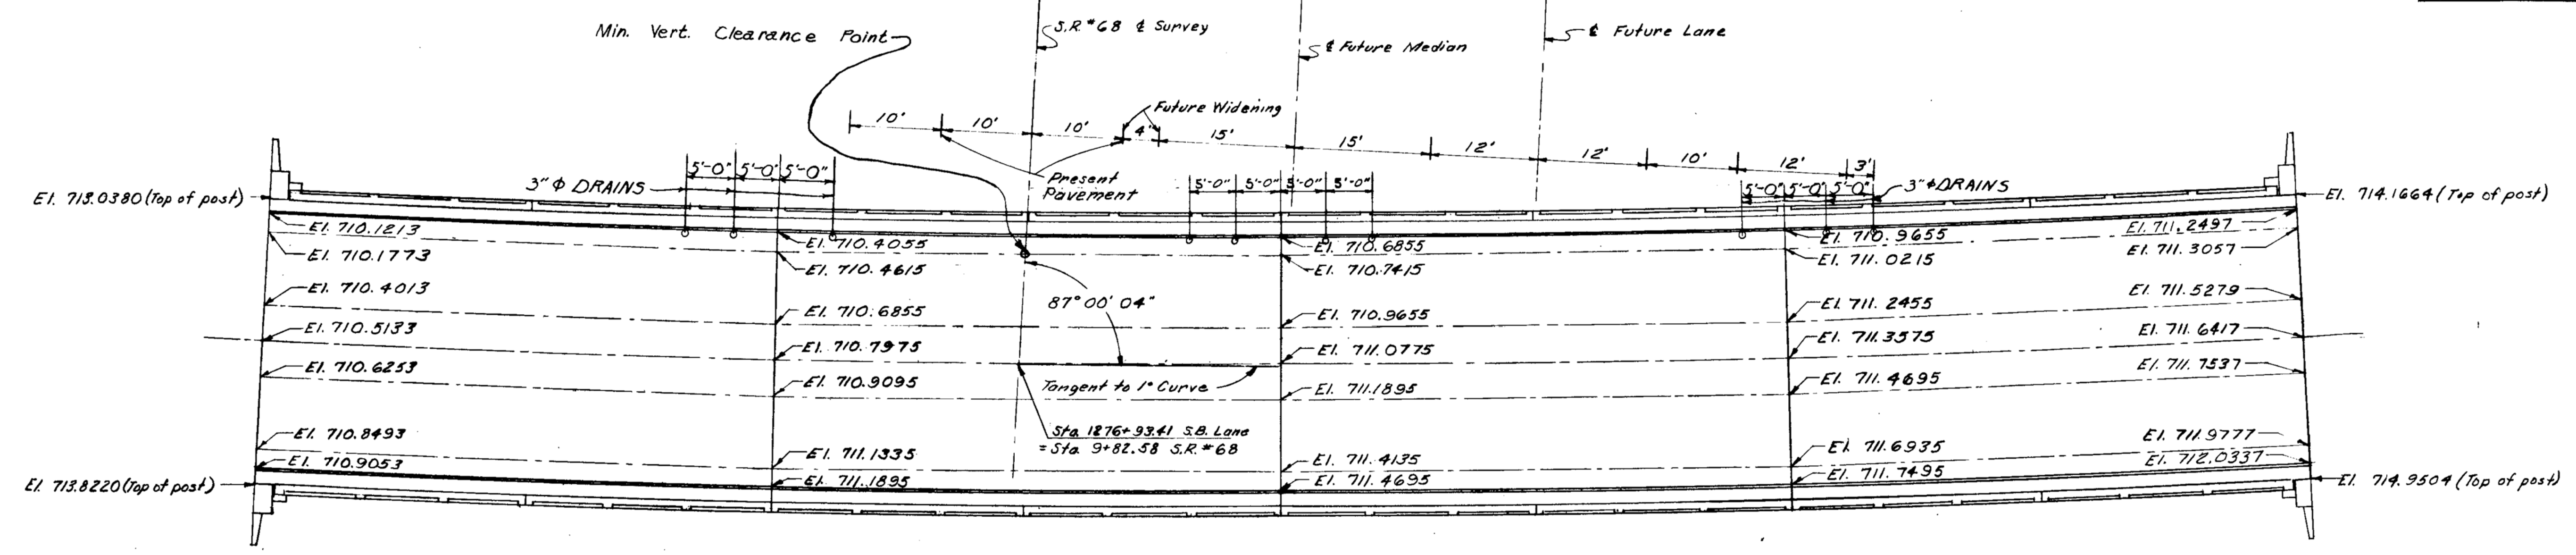 Min. Vert. Clearance Point
S.R. #68 ℄ Survey
℄ Future Median
℄ Future Lane
Future Widening
10' 10' 10' 4' 15' 15' 12' 12' 10' 12' 3'
Present
Pavement
5'-0" 5'-0" 5'-0"
3" Φ DRAINS
5'-0" 5'-0" 5'-0" 5'-0"
5'-0" 5'-0" 5'-0"
3" Φ DRAINS
El. 713.0380 (Top of post)
El. 714.1664 (Top of post)
El. 710.1213
El. 710.4055
El. 710.6855
El. 710.9655
El. 711.2497
El. 710.1773
El. 710.4615
El. 710.7415
El. 711.0215
El. 711.3057
El. 710.4013
El. 710.6855
87° 00' 04"
El. 710.9655
El. 711.2455
El. 711.5279
El. 710.5133
El. 710.7975
El. 711.0775
El. 711.3575
El. 711.6417
El. 710.6253
El. 710.9095
Tangent to 1° Curve
El. 711.1895
El. 711.4695
El. 711.7537
Sta. 1276+93.41 S.B. Lane
= Sta. 9+82.58 S.R. #68
El. 710.8493
El. 711.1335
El. 711.4135
El. 711.6935
El. 711.9777
El. 710.9053
El. 711.1895
El. 711.4695
El. 711.7495
El. 712.0337
El. 713.8220 (Top of post)
El. 714.9504 (Top of post)